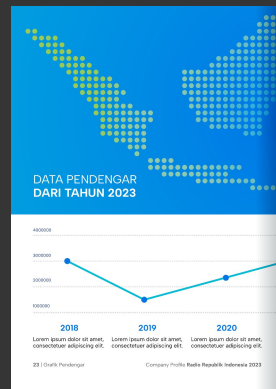 DATA PENDENGAR
DARI TAHUN 2023
4000000
3000000
2000000
1000000
2018
2019
2020
Lorem ipsum dolor sit amet,
consectetuer adipiscing elit.
Lorem ipsum dolor sit amet,
consectetuer adipiscing elit.
Lorem ipsum dolor sit amet,
consectetuer adipiscing elit.
23 | Grafik Pendengar
Company Profile Radio Republik Indonesia 2023